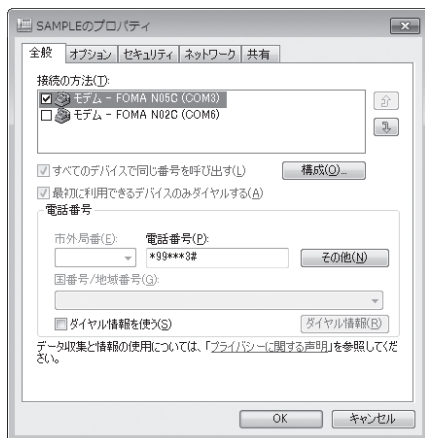 SAMPLEのプロパティ
全般 オプション セキュリティ ネットワーク 共有
接続の方法(T):
モデム - FOMA N05C (COM3)
モデム - FOMA N02C (COM6)
すべてのデバイスで同じ番号を呼び出す(L) 構成(O)...
最初に利用できるデバイスのみダイヤルする(A)
電話番号
市外局番(E): 電話番号(P):
*99***3# その他(N)
国番号/地域番号(G):
ダイヤル情報を使う(S) ダイヤル情報(R)
データ収集と情報の使用については、「プライバシーに関する声明」を参照してくだ
さい。
OK キャンセル